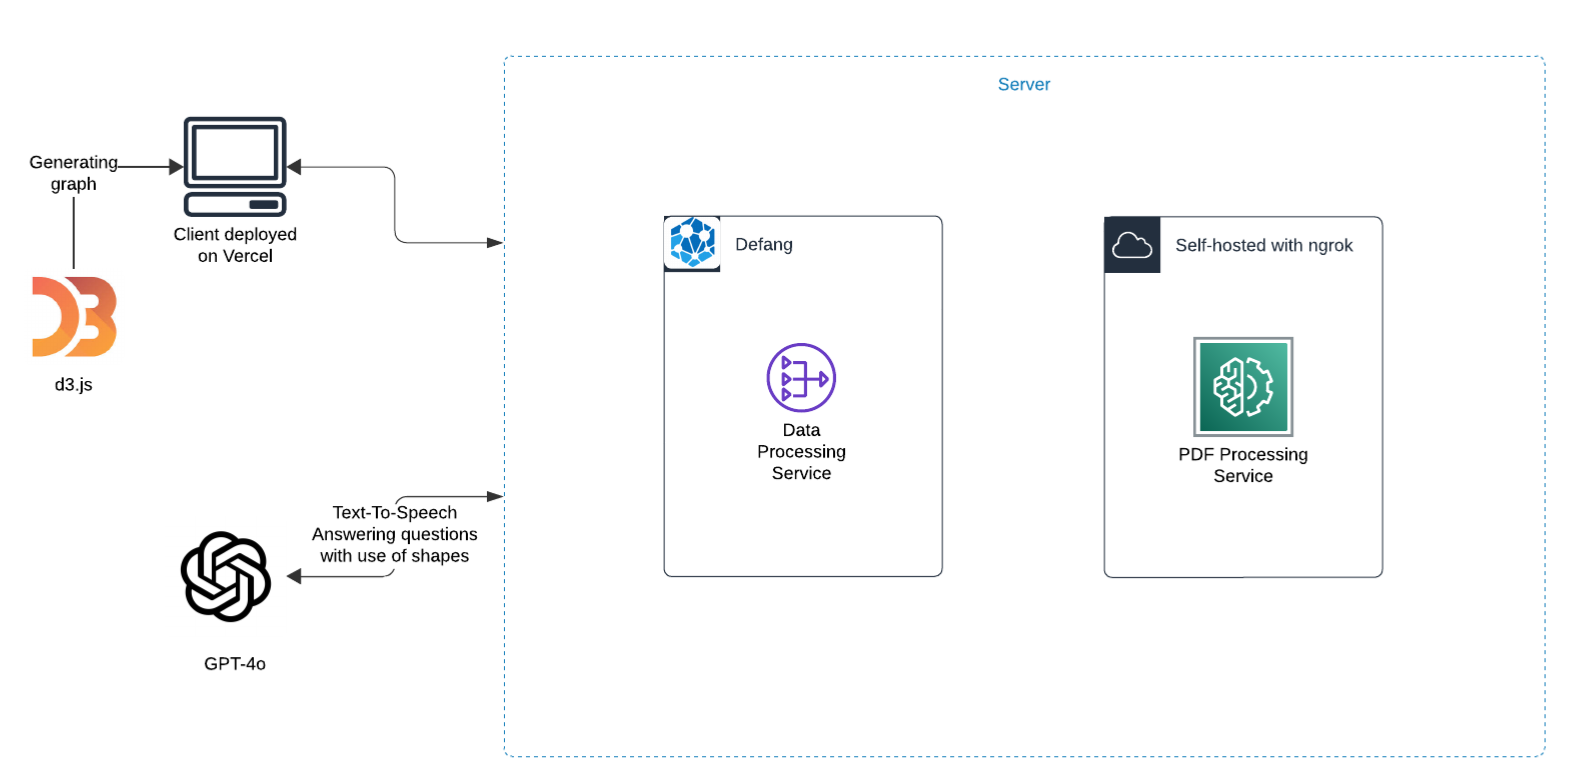 Server
Generating
graph
Client deployed
on Vercel
d3.js
Defang
Data
Processing
Service
Self-hosted with ngrok
PDF Processing
Service
Text-To-Speech
Answering questions
with use of shapes
GPT-4o